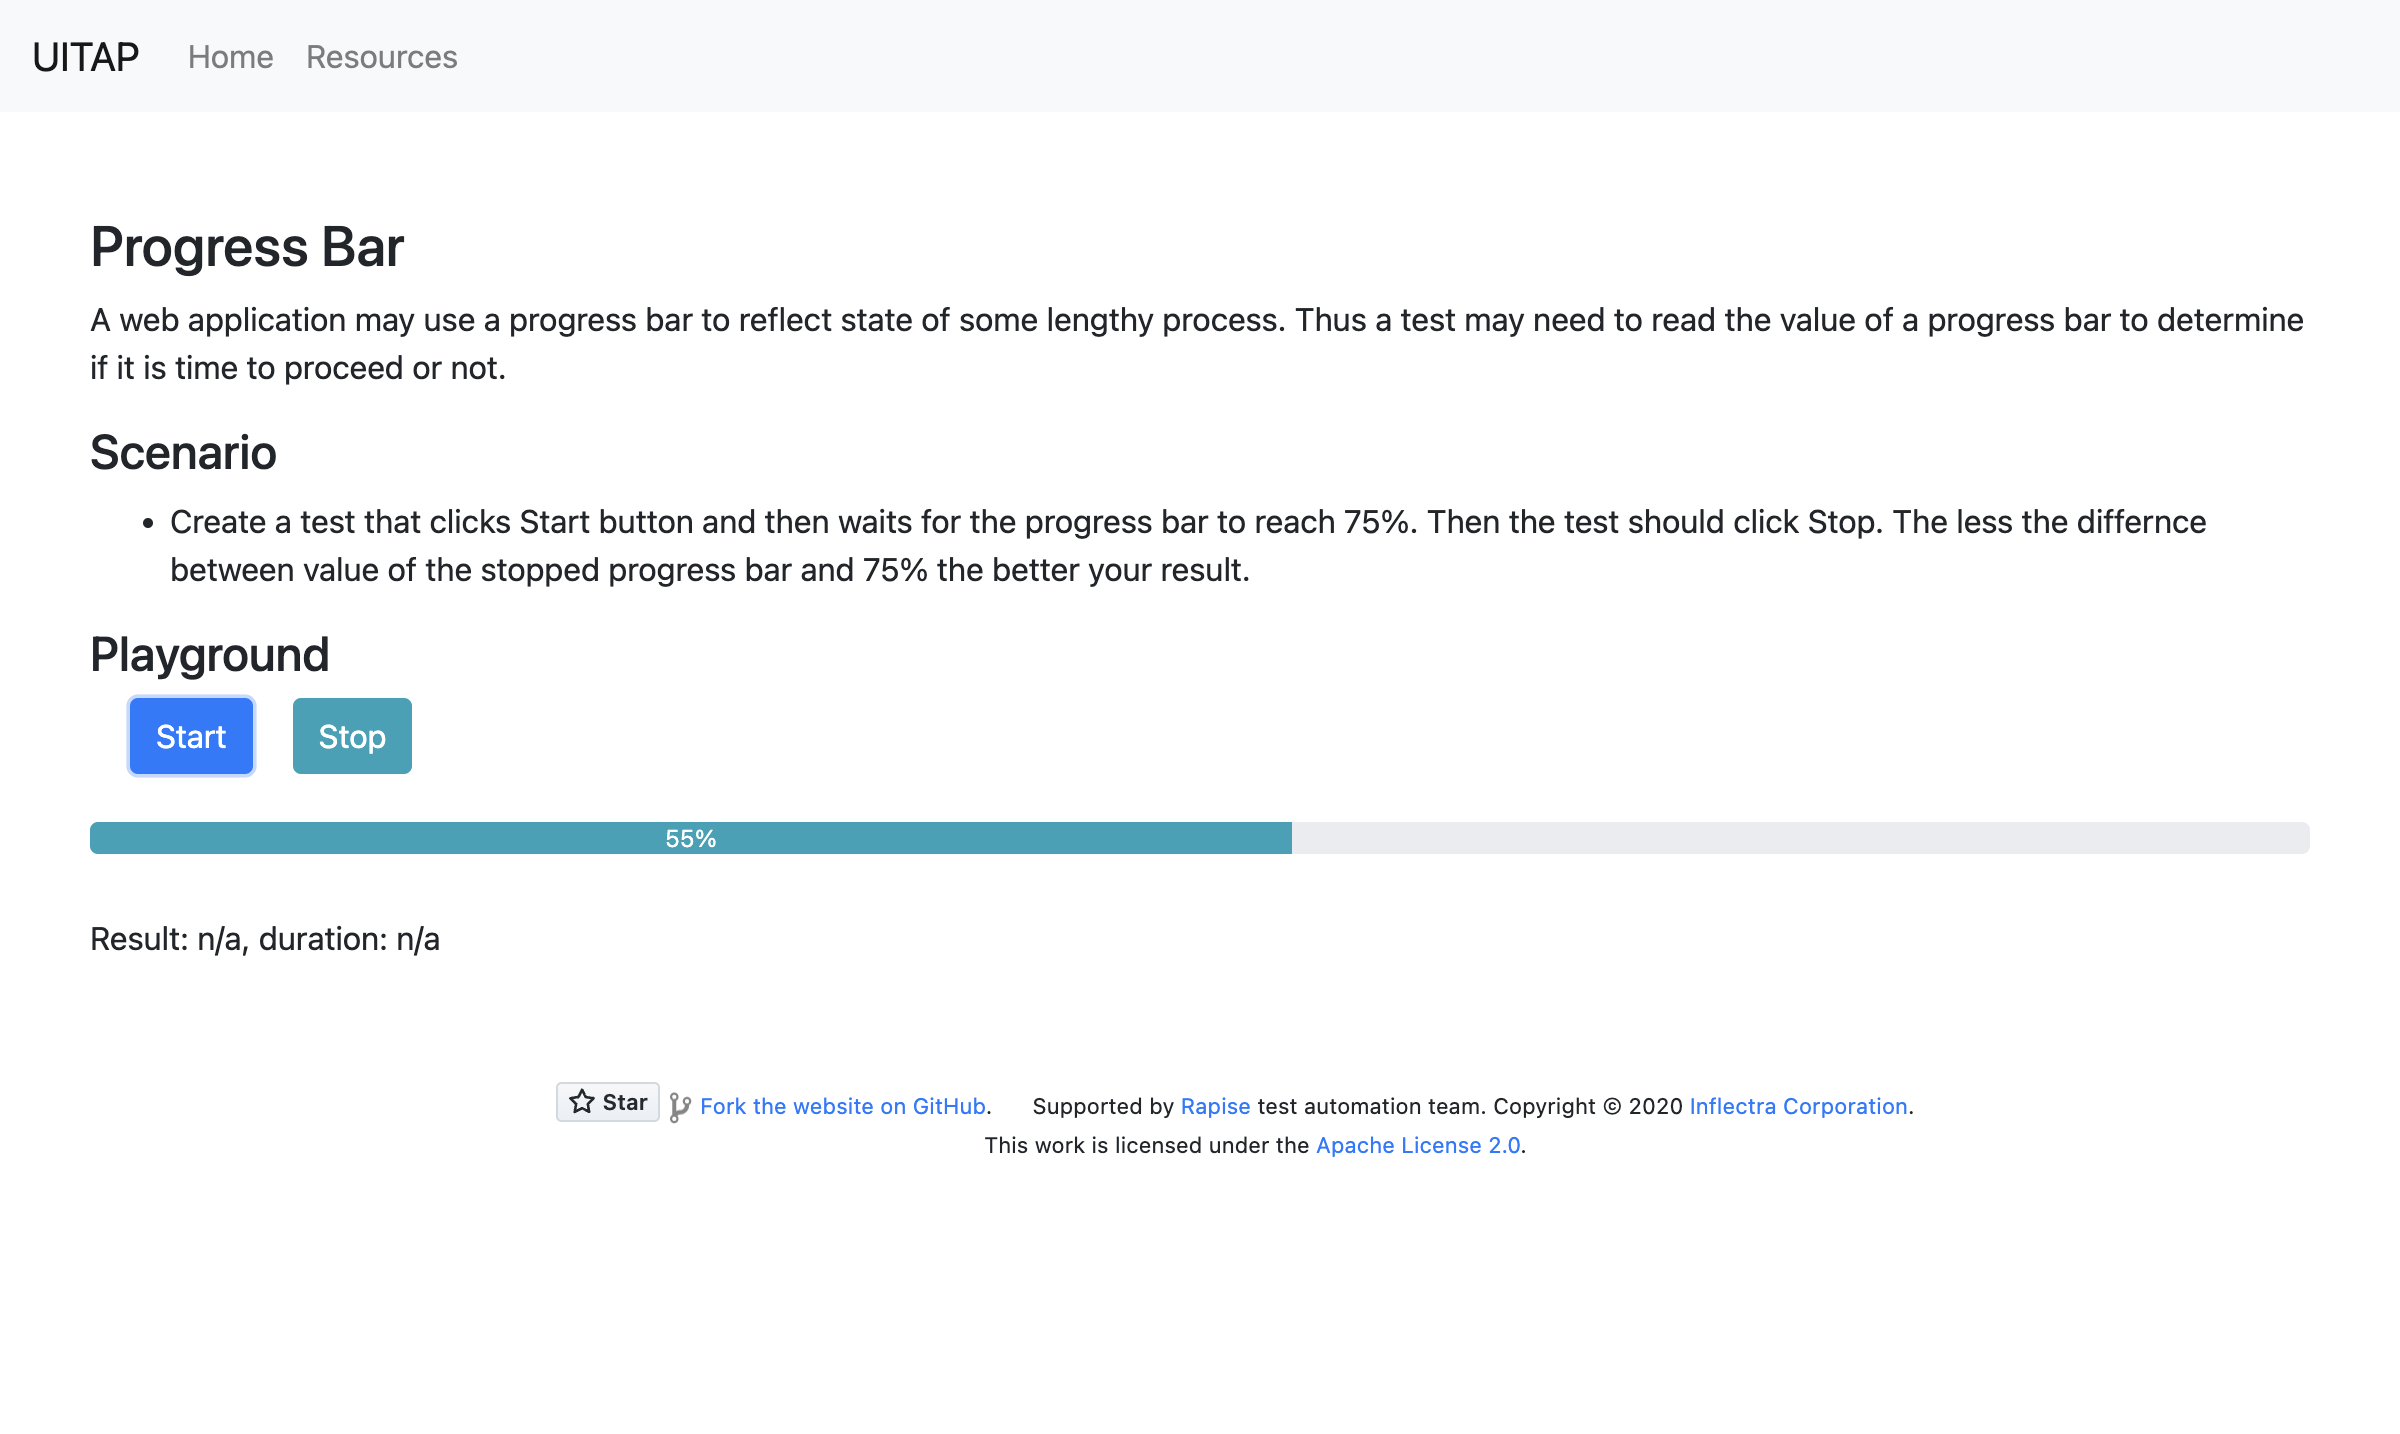 UITAP Home Resources
Progress Bar
A web application may use a progress bar to reflect state of some lengthy process. Thus a test may need to read the value of a progress bar to determine
if it is time to proceed or not.
Scenario
• Create a test that clicks Start button and then waits for the progress bar to reach 75%. Then the test should click Stop. The less the differnce
between value of the stopped progress bar and 75% the better your result.
Playground
Start Stop
55%
Result: n/a, duration: n/a
Star Fork the website on GitHub. Supported by Rapise test automation team. Copyright © 2020 Inflectra Corporation.
This work is licensed under the Apache License 2.0.